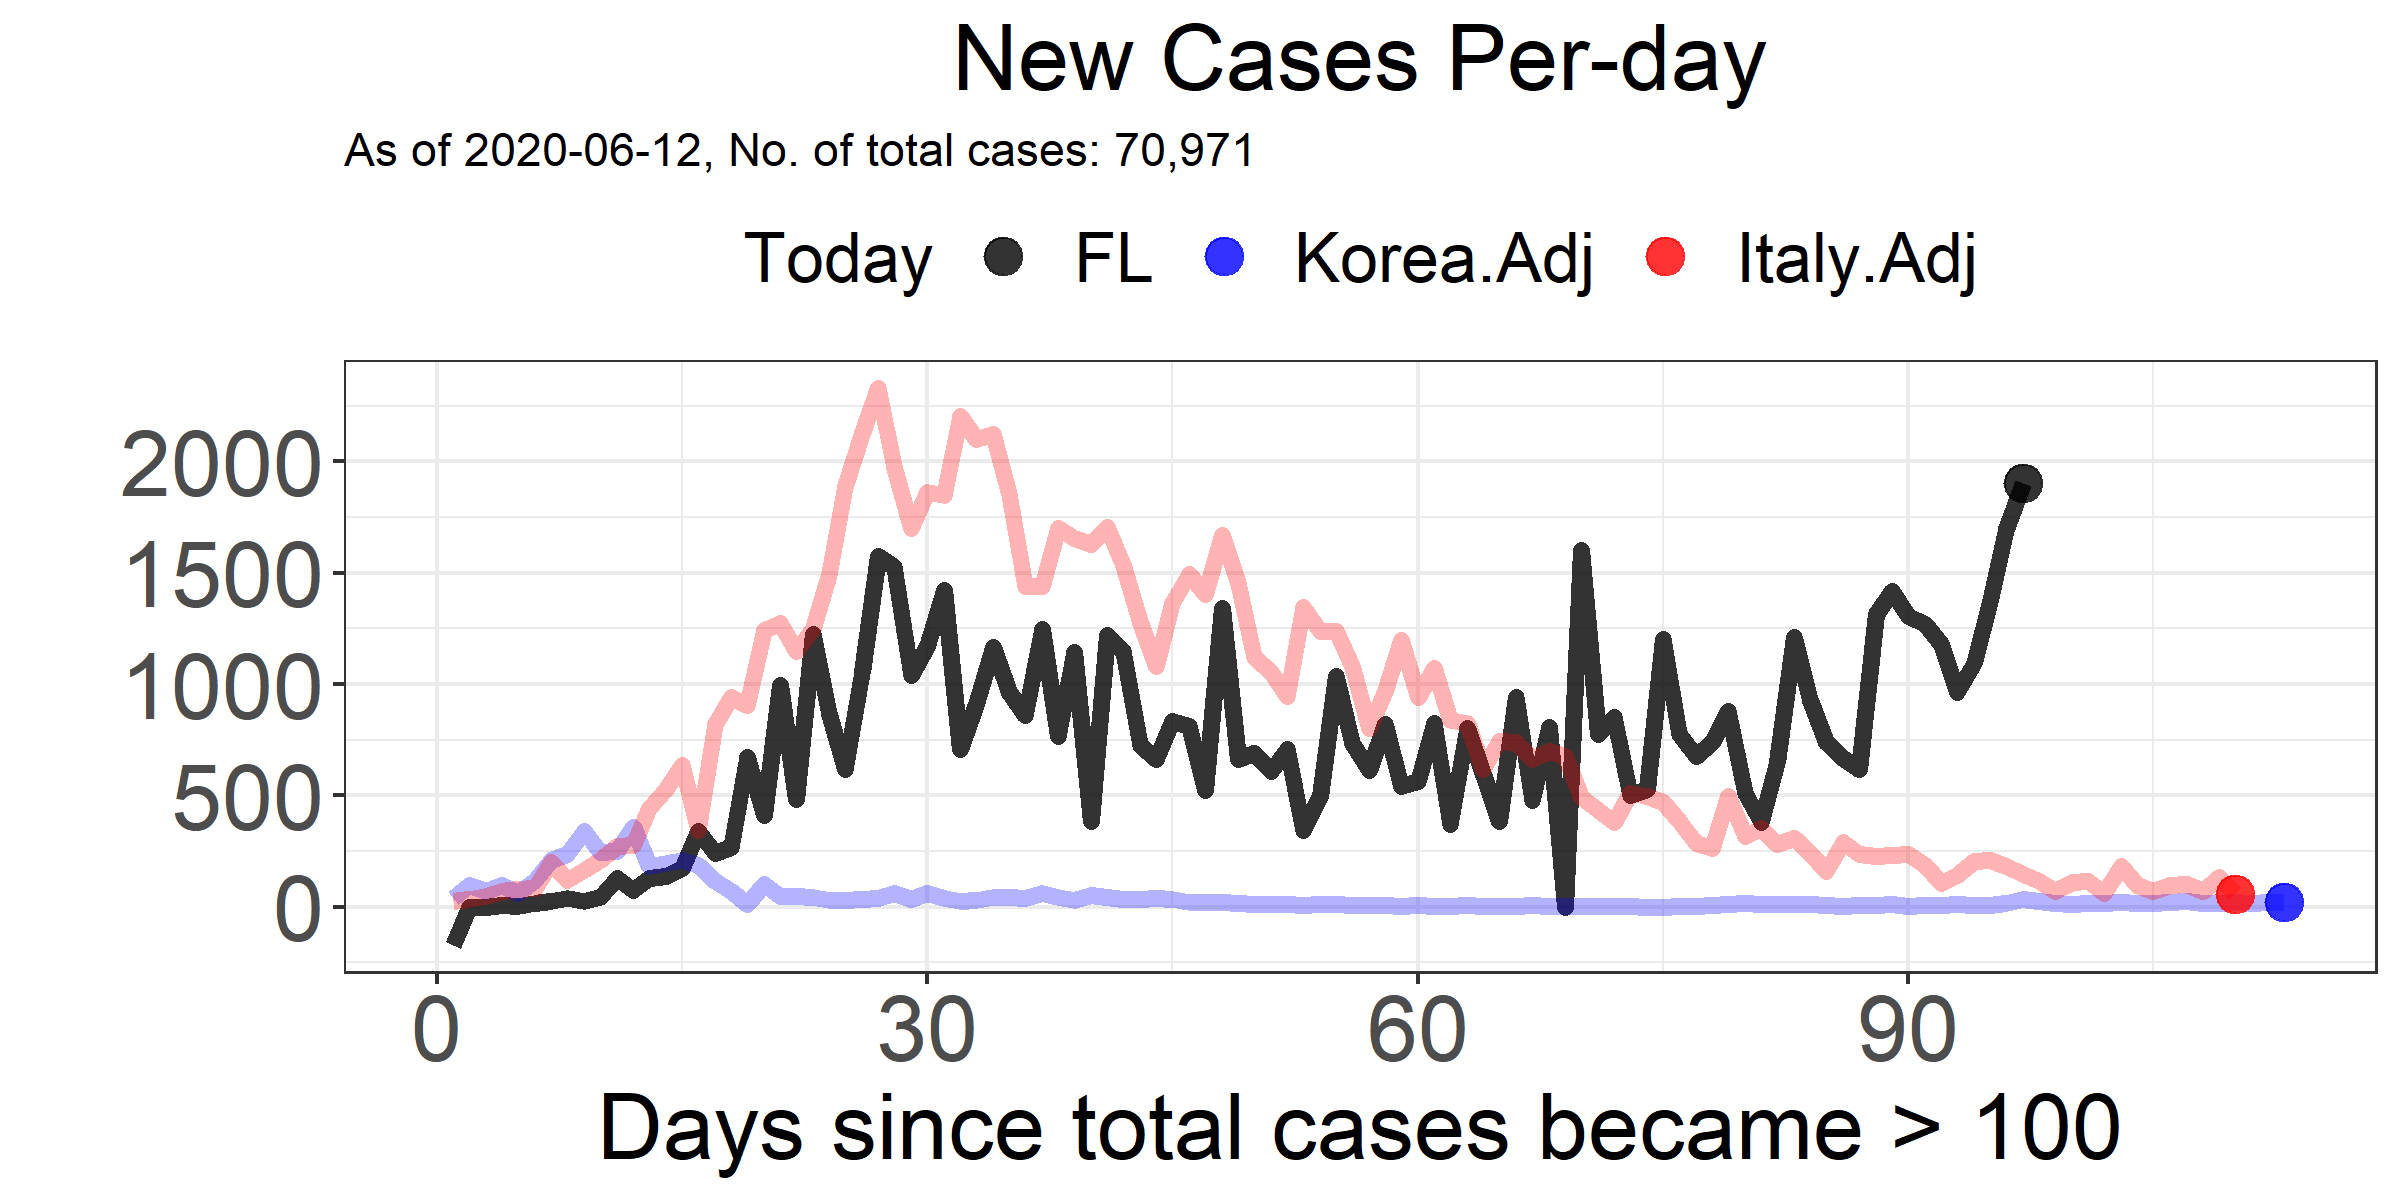 New Cases Per-day
As of 2020-06-12, No. of total cases: 70,971
Today FL Korea.Adj Italy.Adj
2000
1500
1000
500
0
0 30 60 90
Days since total cases became > 100